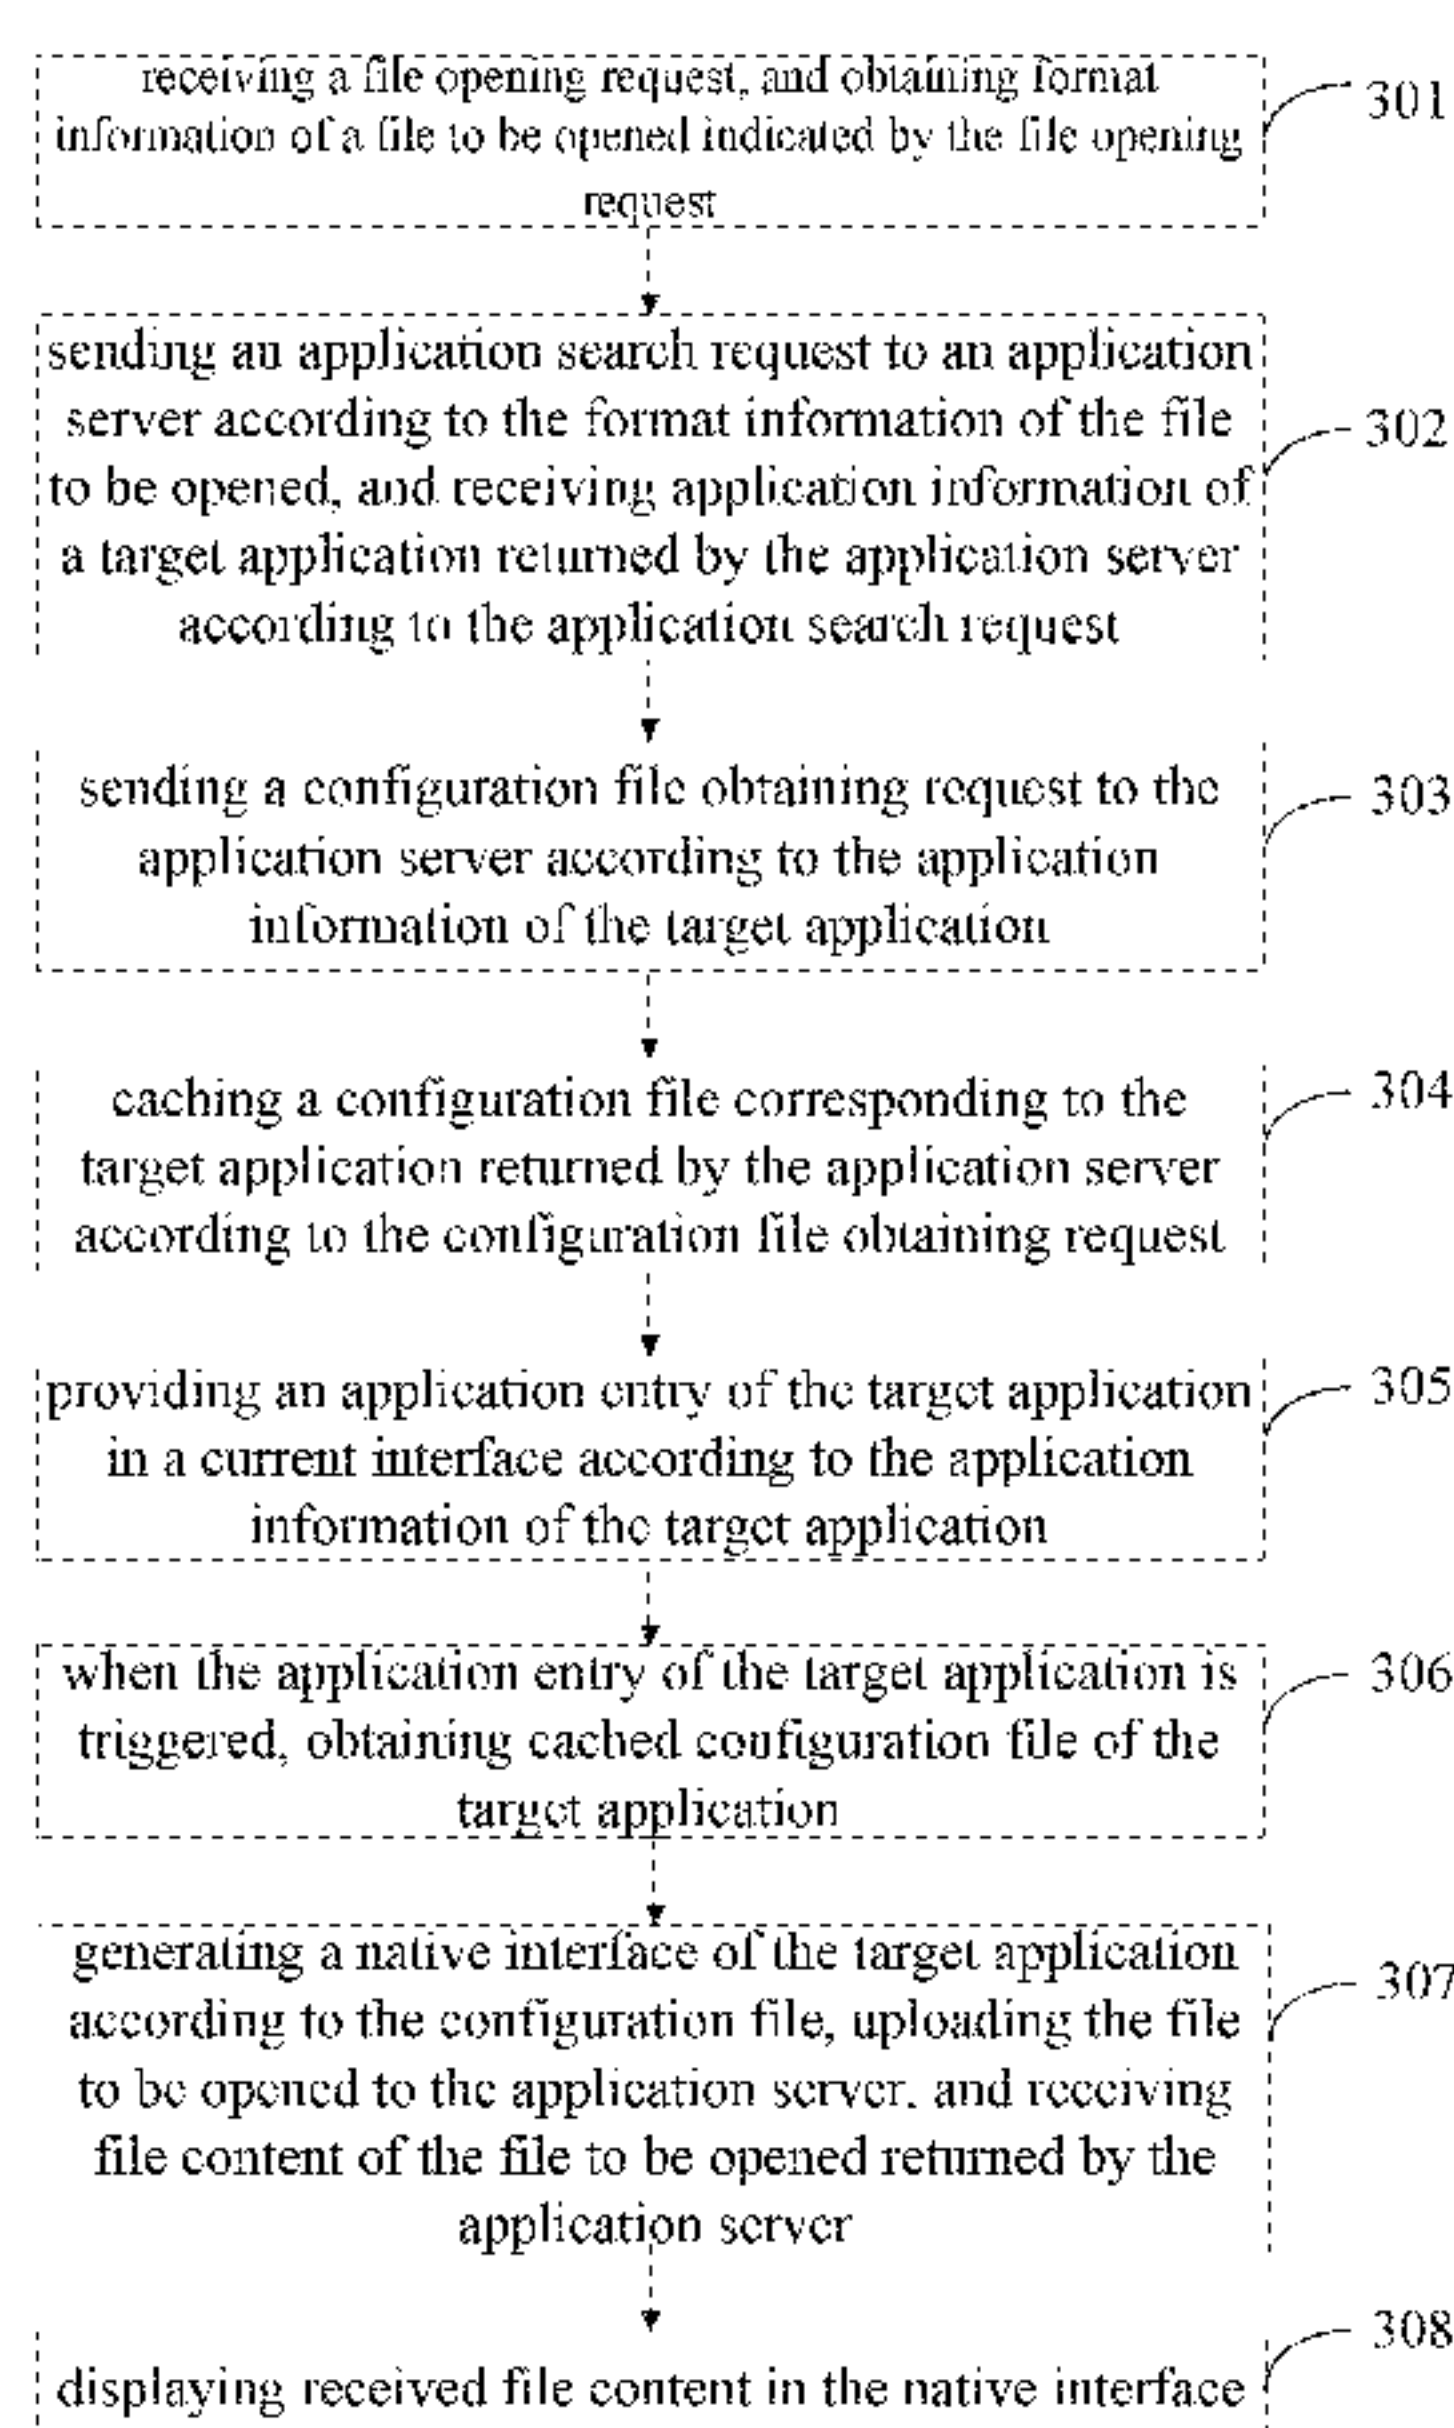 receiving a file opening request, and obtaining format
information of a file to be opened indicated by the file opening
request
301
sending an application search request to an application
server according to the format information of the file
to be opened, and receiving application information of
a target application returned by the application server
according to the application search request
302
sending a configuration file obtaining request to the
application server according to the application
information of the target application
303
caching a configuration file corresponding to the
target application returned by the application server
according to the configuration file obtaining request
304
providing an application entry of the target application
in a current interface according to the application
information of the target application
305
when the application entry of the target application is
triggered, obtaining cached configuration file of the
target application
306
generating a native interface of the target application
according to the configuration file, uploading the file
to be opened to the application server, and receiving
file content of the file to be opened returned by the
application server
307
displaying received file content in the native interface
308